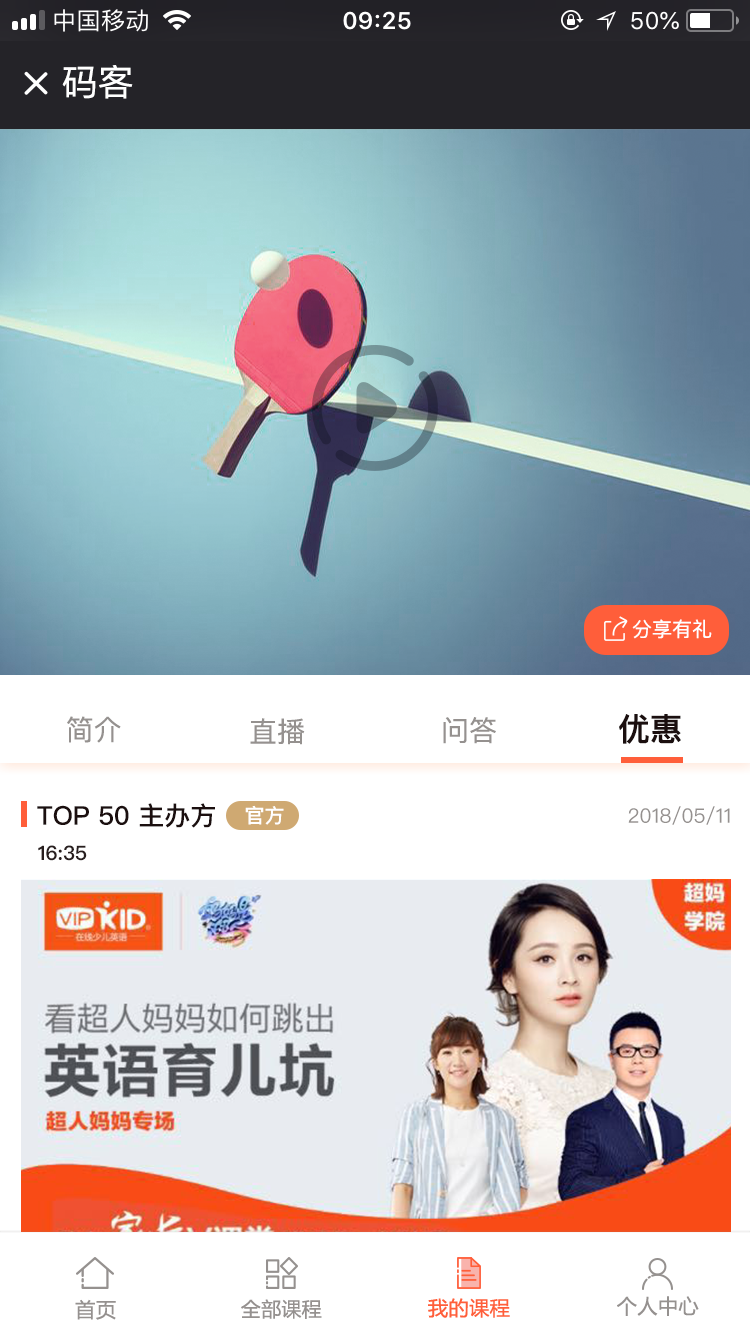 中国移动
09:25
50%
码客
分享有礼
简介
直播
问答
优惠
TOP 50 主办方
官方
2018/05/11
16:35
VIPKID
在线少儿英语
超妈
学院
看超人妈妈如何跳出
英语育儿坑
超人妈妈专场
首页
全部课程
我的课程
个人中心